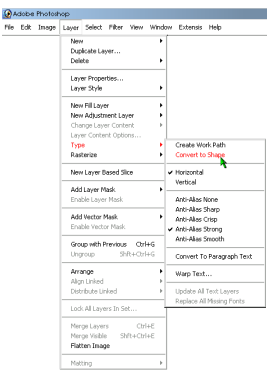 Adobe Photoshop
File Edit Image Layer Select Filter View Window Extensis Help
New
Duplicate Layer...
Delete
Layer Properties...
Layer Style
New Fill Layer
New Adjustment Layer
Change Layer Content
Layer Content Options...
Type
Rasterize
New Layer Based Slice
Add Layer Mask
Enable Layer Mask
Add Vector Mask
Enable Vector Mask
Group with Previous Ctrl+G
Ungroup Shft+Ctrl+G
Arrange
Align Linked
Distribute Linked
Lock All Layers In Set...
Merge Layers Ctrl+E
Merge Visible Shft+Ctrl+E
Flatten Image
Matting
Create Work Path
Convert to Shape
Horizontal
Vertical
Anti-Alias None
Anti-Alias Sharp
Anti-Alias Crisp
Anti-Alias Strong
Anti-Alias Smooth
Convert To Paragraph Text
Warp Text...
Update All Text Layers
Replace All Missing Fonts